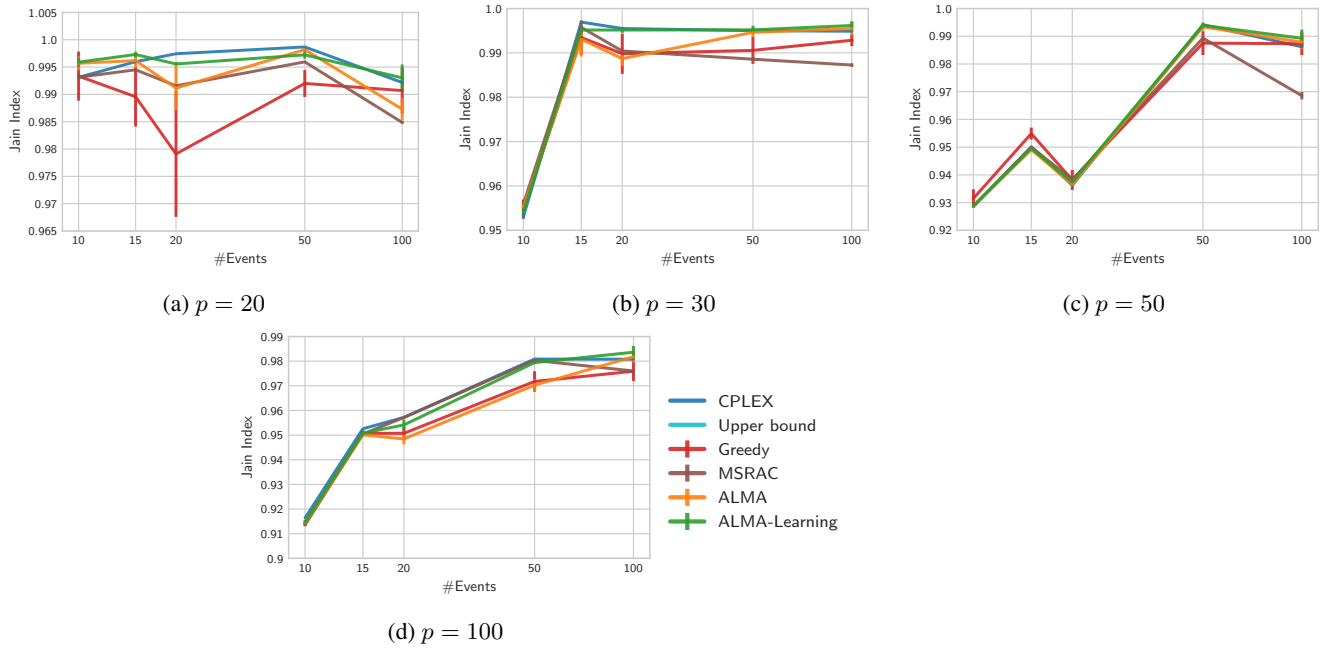 1.005
1.0
0.995
0.99
0.985
0.98
0.975
0.97
0.965
Jain Index
10 15 20 50 100
#Events
(a) p = 20
1.0
0.99
0.98
0.97
0.96
0.95
Jain Index
10 15 20 50 100
#Events
(b) p = 30
1.0
0.99
0.98
0.97
0.96
0.95
0.94
0.93
0.92
Jain Index
10 15 20 50 100
#Events
(c) p = 50
0.99
0.98
0.97
0.96
0.95
0.94
0.93
0.92
0.91
0.9
Jain Index
10 15 20 50 100
#Events
(d) p = 100
CPLEX
Upper bound
Greedy
MSRAC
ALMA
ALMA-Learning